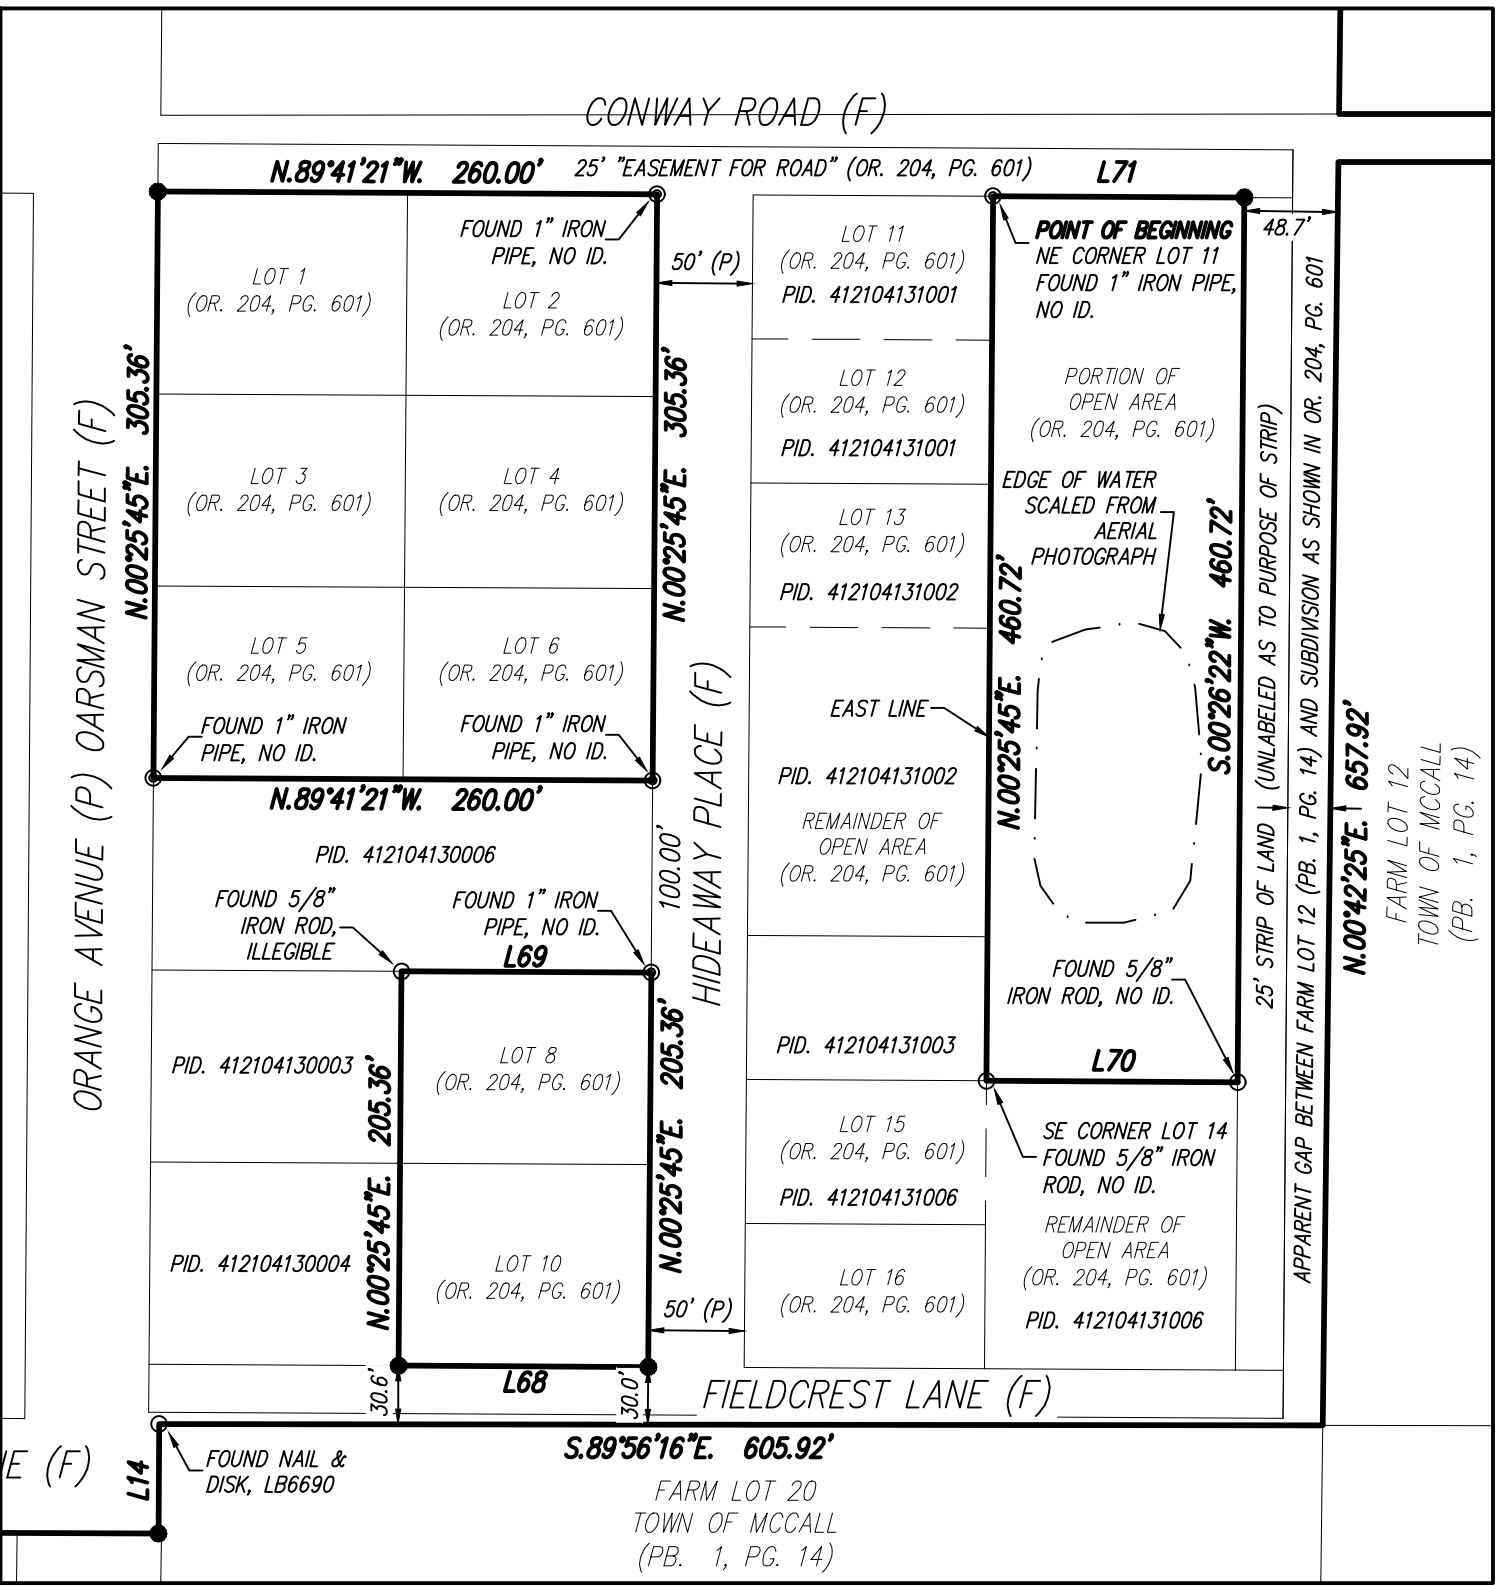 CONWAY ROAD (F)
N.89°41'21"W. 260.00'
25' "EASEMENT FOR ROAD" (OR. 204, PG. 601)
L71
FOUND 1" IRON
PIPE, NO ID.
50' (P)
48.7'
POINT OF BEGINNING
NE CORNER LOT 11
FOUND 1" IRON PIPE,
NO ID.
LOT 1
(OR. 204, PG. 601)
LOT 2
(OR. 204, PG. 601)
LOT 11
(OR. 204, PG. 601)
PID. 412104131001
N.00°25'45"E. 305.36'
N.00°25'45"E. 305.36'
LOT 12
(OR. 204, PG. 601)
PID. 412104131001
PORTION OF
OPEN AREA
(OR. 204, PG. 601)
LOT 3
(OR. 204, PG. 601)
LOT 4
(OR. 204, PG. 601)
LOT 13
(OR. 204, PG. 601)
PID. 412104131002
EDGE OF WATER
SCALED FROM
AERIAL
PHOTOGRAPH
N.00°25'45"E. 460.72'
S.00°26'22"W. 460.72'
25' STRIP OF LAND (UNLABELED AS TO PURPOSE OF STRIP)
APPARENT GAP BETWEEN FARM LOT 12 (PB. 1, PG. 14) AND SUBDIVISION AS SHOWN IN OR. 204, PG. 601
N.00°42'25"E. 657.92'
FARM LOT 12
TOWN OF MCCALL
(PB. 1, PG. 14)
ORANGE AVENUE (P) OARSMAN STREET (F)
LOT 5
(OR. 204, PG. 601)
LOT 6
(OR. 204, PG. 601)
FOUND 1" IRON
PIPE, NO ID.
FOUND 1" IRON
PIPE, NO ID.
HIDEAWAY PLACE (F)
EAST LINE
PID. 412104131002
REMAINDER OF
OPEN AREA
(OR. 204, PG. 601)
N.89°41'21"W. 260.00'
PID. 412104130006
100.00'
FOUND 5/8"
IRON ROD,
ILLEGIBLE
FOUND 1" IRON
PIPE, NO ID.
L69
FOUND 5/8"
IRON ROD, NO ID.
PID. 412104130003
LOT 8
(OR. 204, PG. 601)
PID. 412104131003
L70
N.00°25'45"E. 205.36'
N.00°25'45"E. 205.36'
LOT 15
(OR. 204, PG. 601)
PID. 412104131006
SE CORNER LOT 14
FOUND 5/8" IRON
ROD, NO ID.
PID. 412104130004
LOT 10
(OR. 204, PG. 601)
LOT 16
(OR. 204, PG. 601)
REMAINDER OF
OPEN AREA
(OR. 204, PG. 601)
PID. 412104131006
50' (P)
L68
30.6'
30.0'
FIELDCREST LANE (F)
S.89°56'16"E. 605.92'
E (F)
L14
FOUND NAIL &
DISK, LB6690
FARM LOT 20
TOWN OF MCCALL
(PB. 1, PG. 14)